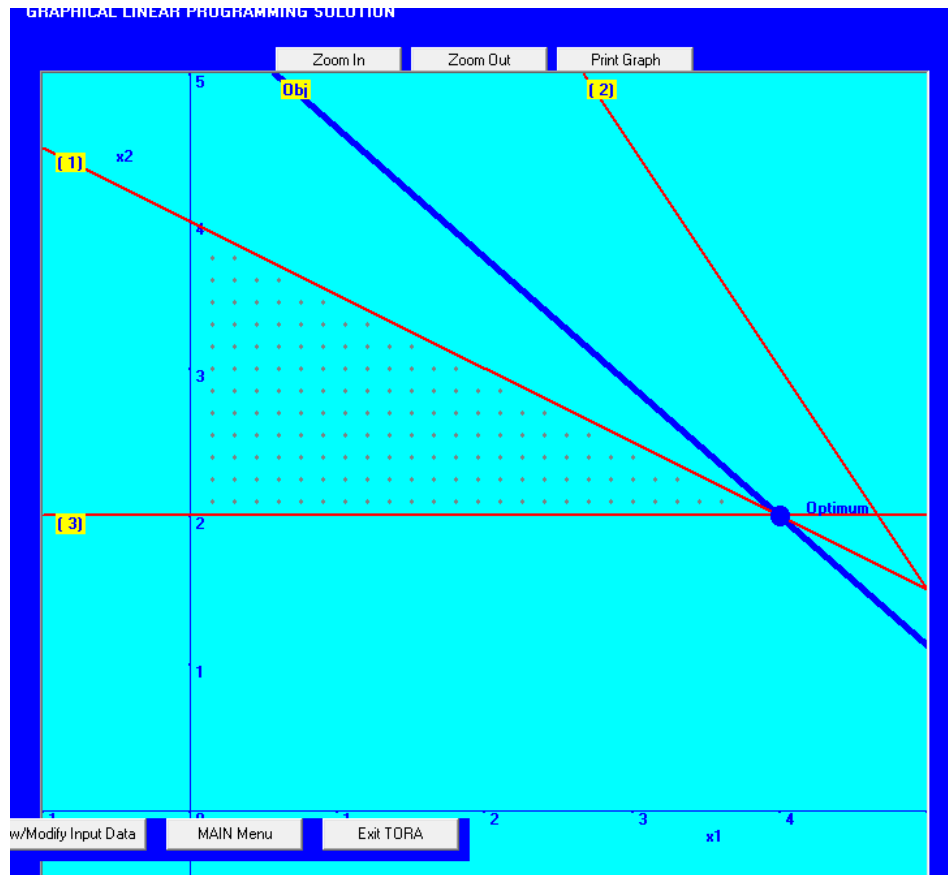 GRAPHICAL LINEAR PROGRAMMING SOLUTION
Zoom In Zoom Out Print Graph
5 Obj ( 2)
( 1) x2
4
3
Optimum
( 3) 2
1
1 2 3 4
w/Modify Input Data MAIN Menu Exit TORA x1